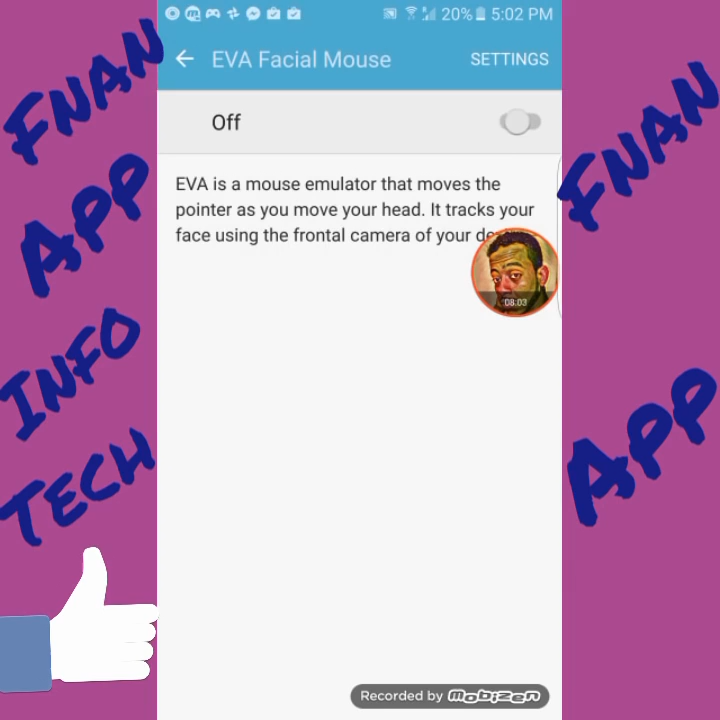 20% 5:02 PM
EVA Facial Mouse
SETTINGS
Off
EVA is a mouse emulator that moves the
pointer as you move your head. It tracks your
face using the frontal camera of your
08:03
FNAN
APP
INFO
TECH
FNAN
APP
Recorded by mobizen